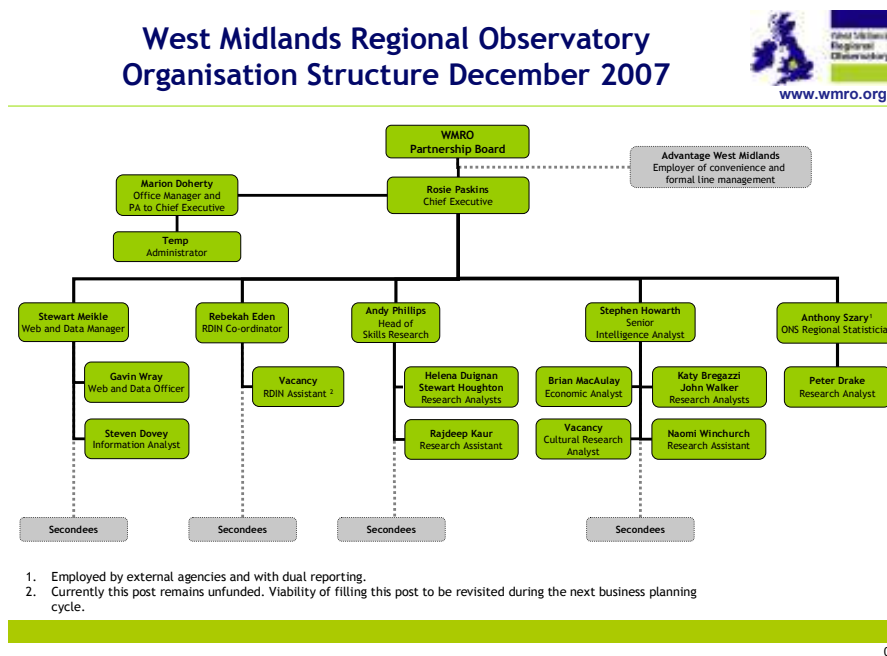 West Midlands Regional Observatory
Organisation Structure December 2007
West Midlands
Regional
Observatory
www.wmro.org
WMRO
Partnership Board
Advantage West Midlands
Employer of convenience and
formal line management
Marion Doherty
Office Manager and
PA to Chief Executive
Rosie Paskins
Chief Executive
Temp
Administrator
Stewart Meikle
Web and Data Manager
Rebekah Eden
RDIN Co-ordinator
Andy Phillips
Head of
Skills Research
Stephen Howarth
Senior
Intelligence Analyst
Anthony Szary1
ONS Regional Statisticia
Gavin Wray
Web and Data Officer
Vacancy
RDIN Assistant 2
Helena Duignan
Stewart Houghton
Research Analysts
Brian MacAulay
Economic Analyst
Katy Bregazzi
John Walker
Research Analysts
Peter Drake
Research Analyst
Steven Dovey
Information Analyst
Rajdeep Kaur
Research Assistant
Vacancy
Cultural Research
Analyst
Naomi Winchurch
Research Assistant
Secondees
Secondees
Secondees
Secondees
1. Employed by external agencies and with dual reporting.
2. Currently this post remains unfunded. Viability of filling this post to be revisited during the next business planning
cycle.